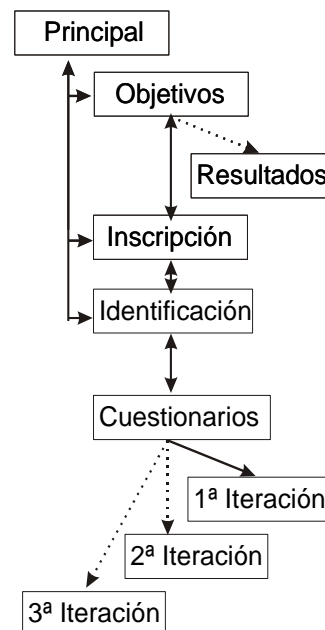 Principal
Objetivos
Resultados
Inscripción
Identificación
Cuestionarios
1ª Iteración
2ª Iteración
3ª Iteración